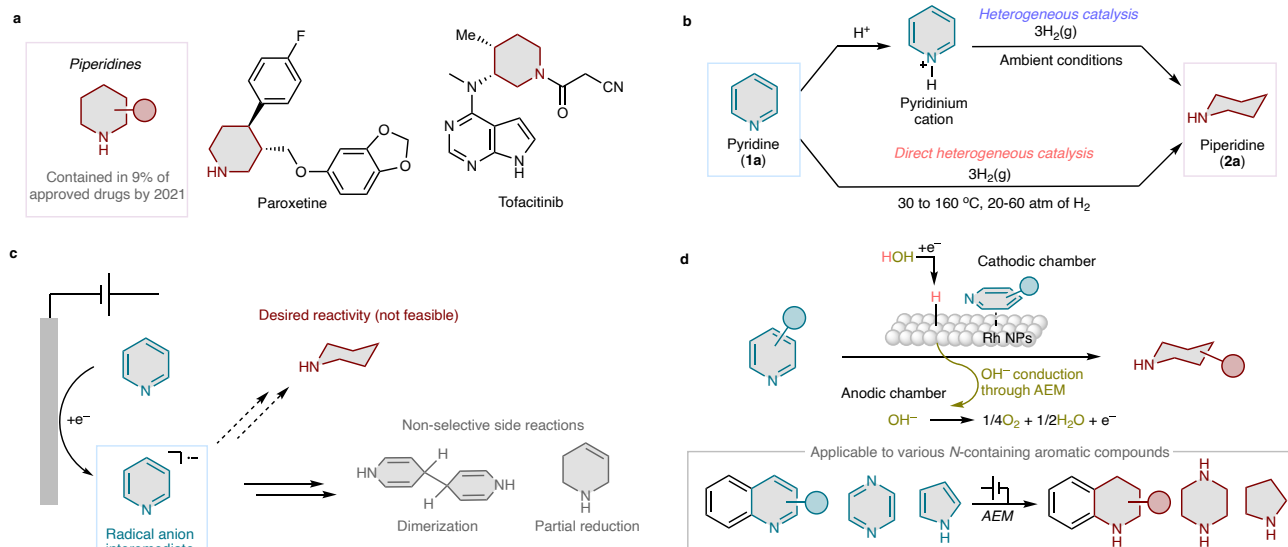 a
Piperidines
N
H
Contained in 9% of
approved drugs by 2021
F
HN
O
O
O
Paroxetine
Me
N
N
O
CN
N
N
N
H
Tofacitinib
b
Heterogeneous catalysis
H+
3H2(g)
Ambient conditions
N
+
H
Pyridinium
cation
N
Pyridine
(1a)
HN
Piperidine
(2a)
Direct heterogeneous catalysis
3H2(g)
30 to 160 °C, 20-60 atm of H2
c
Desired reactivity (not feasible)
HN
N
+e−
•−
N
Radical anion
intermediate
Non-selective side reactions
HN
H
H
NH
Dimerization
N
H
Partial reduction
d
HOH
+e−
Cathodic chamber
H
N
Rh NPs
N
HN
OH− conduction
through AEM
Anodic chamber
OH−
1/4O2 + 1/2H2O + e−
Applicable to various N-containing aromatic compounds
N
N
N
N
H
AEM
N
H
H
N
N
H
N
H